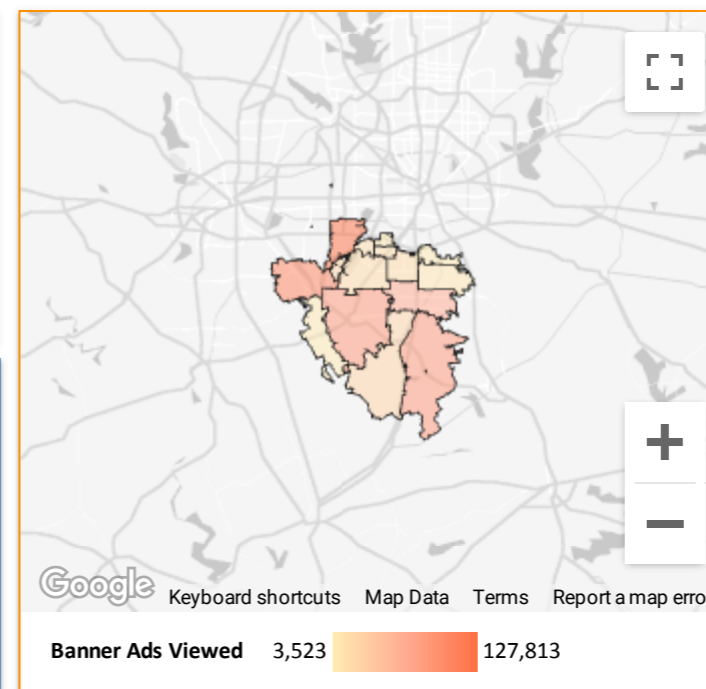 Google
Keyboard shortcuts Map Data Terms Report a map erro
Banner Ads Viewed 3,523 127,813